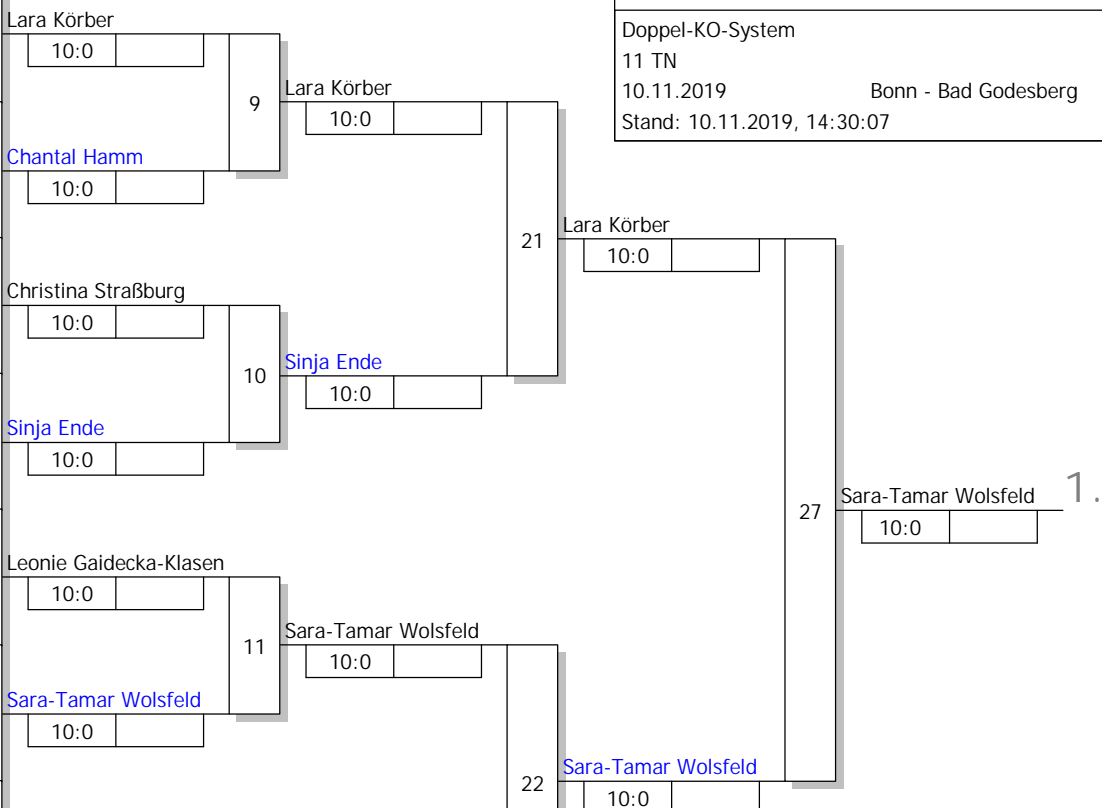 Lara Körber
10:0
9
Chantal Hamm
10:0
Christina Straßburg
10:0
10
Sinja Ende
10:0
Leonie Gaidecka-Klasen
10:0
11
Sara-Tamar Wolsfeld
10:0
Lara Körber
10:0
21
Sinja Ende
10:0
Sara-Tamar Wolsfeld
10:0
22
Lara Körber
10:0
27
Sara-Tamar Wolsfeld
10:0
Sara-Tamar Wolsfeld 1.
10:0
Doppel-KO-System
11 TN
10.11.2019 Bonn - Bad Godesberg
Stand: 10.11.2019, 14:30:07